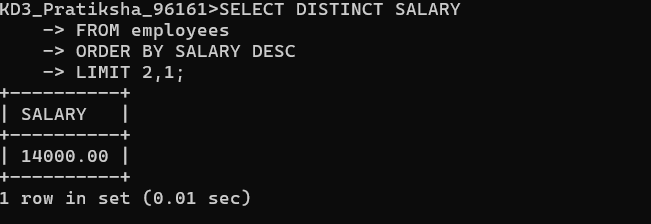 KD3_Pratiksha_96161>SELECT DISTINCT SALARY
    -> FROM employees
    -> ORDER BY SALARY DESC
    -> LIMIT 2,1;
+----------+
| SALARY   |
+----------+
| 14000.00 |
+----------+
1 row in set (0.01 sec)